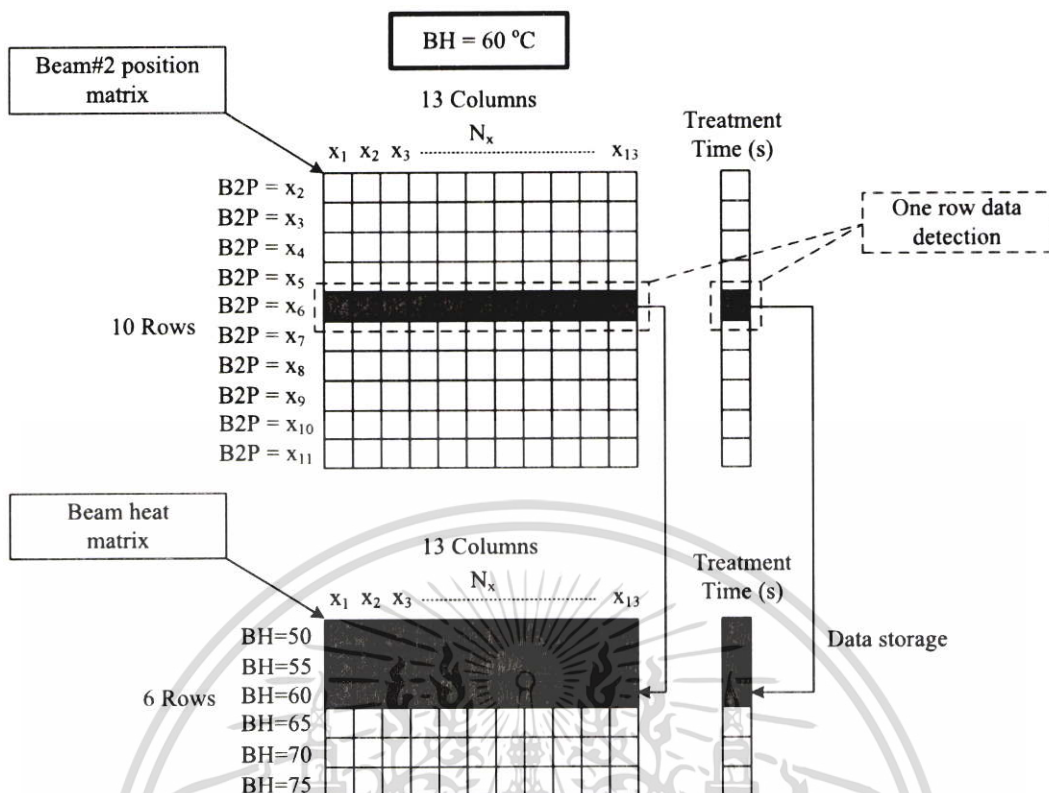 BH = 60 °C
Beam#2 position
matrix
13 Columns
Nₓ
x₁ x₂ x₃ ........................ x₁₃
Treatment
Time (s)
B2P = x₂
B2P = x₃
B2P = x₄
B2P = x₅
B2P = x₆
B2P = x₇
B2P = x₈
B2P = x₉
B2P = x₁₀
B2P = x₁₁
10 Rows
One row data
detection
Beam heat
matrix
13 Columns
Nₓ
x₁ x₂ x₃ ........................ x₁₃
Treatment
Time (s)
BH=50
BH=55
BH=60
BH=65
BH=70
BH=75
6 Rows
Data storage